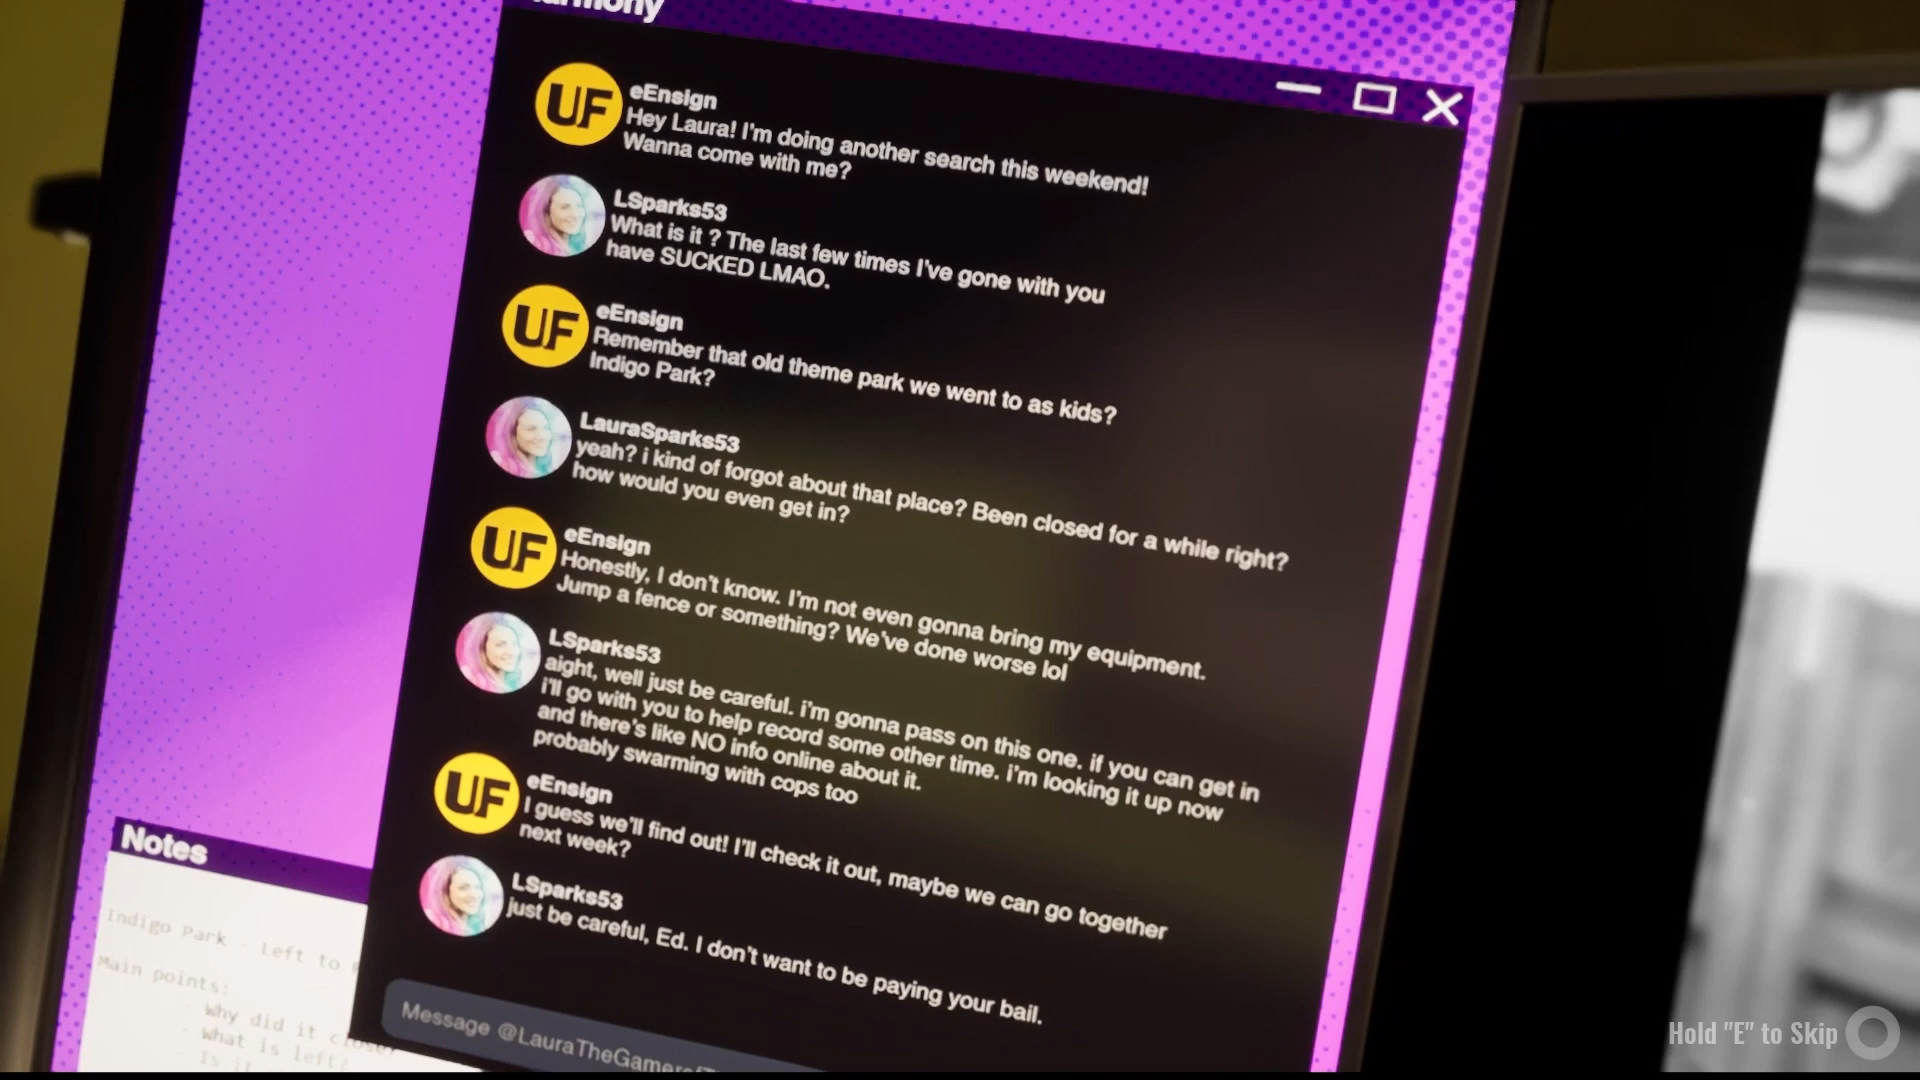 eEnsign
Hey Laura! I'm doing another search this weekend!
Wanna come with me?
LSparks53
What is it ? The last few times I've gone with you
have SUCKED LMAO.
eEnsign
Remember that old theme park we went to as kids?
Indigo Park?
LauraSparks53
yeah? i kind of forgot about that place? Been closed for a while right?
how would you even get in?
eEnsign
Honestly, I don't know. I'm not even gonna bring my equipment.
Jump a fence or something? We've done worse lol
LSparks53
aight, well just be careful. i'm gonna pass on this one. if you can get in
i'll go with you to help record some other time. i'm looking it up now
and there's like NO info online about it.
probably swarming with cops too
eEnsign
I guess we'll find out! I'll check it out, maybe we can go together
next week?
LSparks53
just be careful, Ed. I don't want to be paying your bail.
Message
UF
UF
UF
UF
Notes
Indigo Park - Left to
Main points:
- Why did it close?
- What is left?
- Is it
Hold "E" to Skip